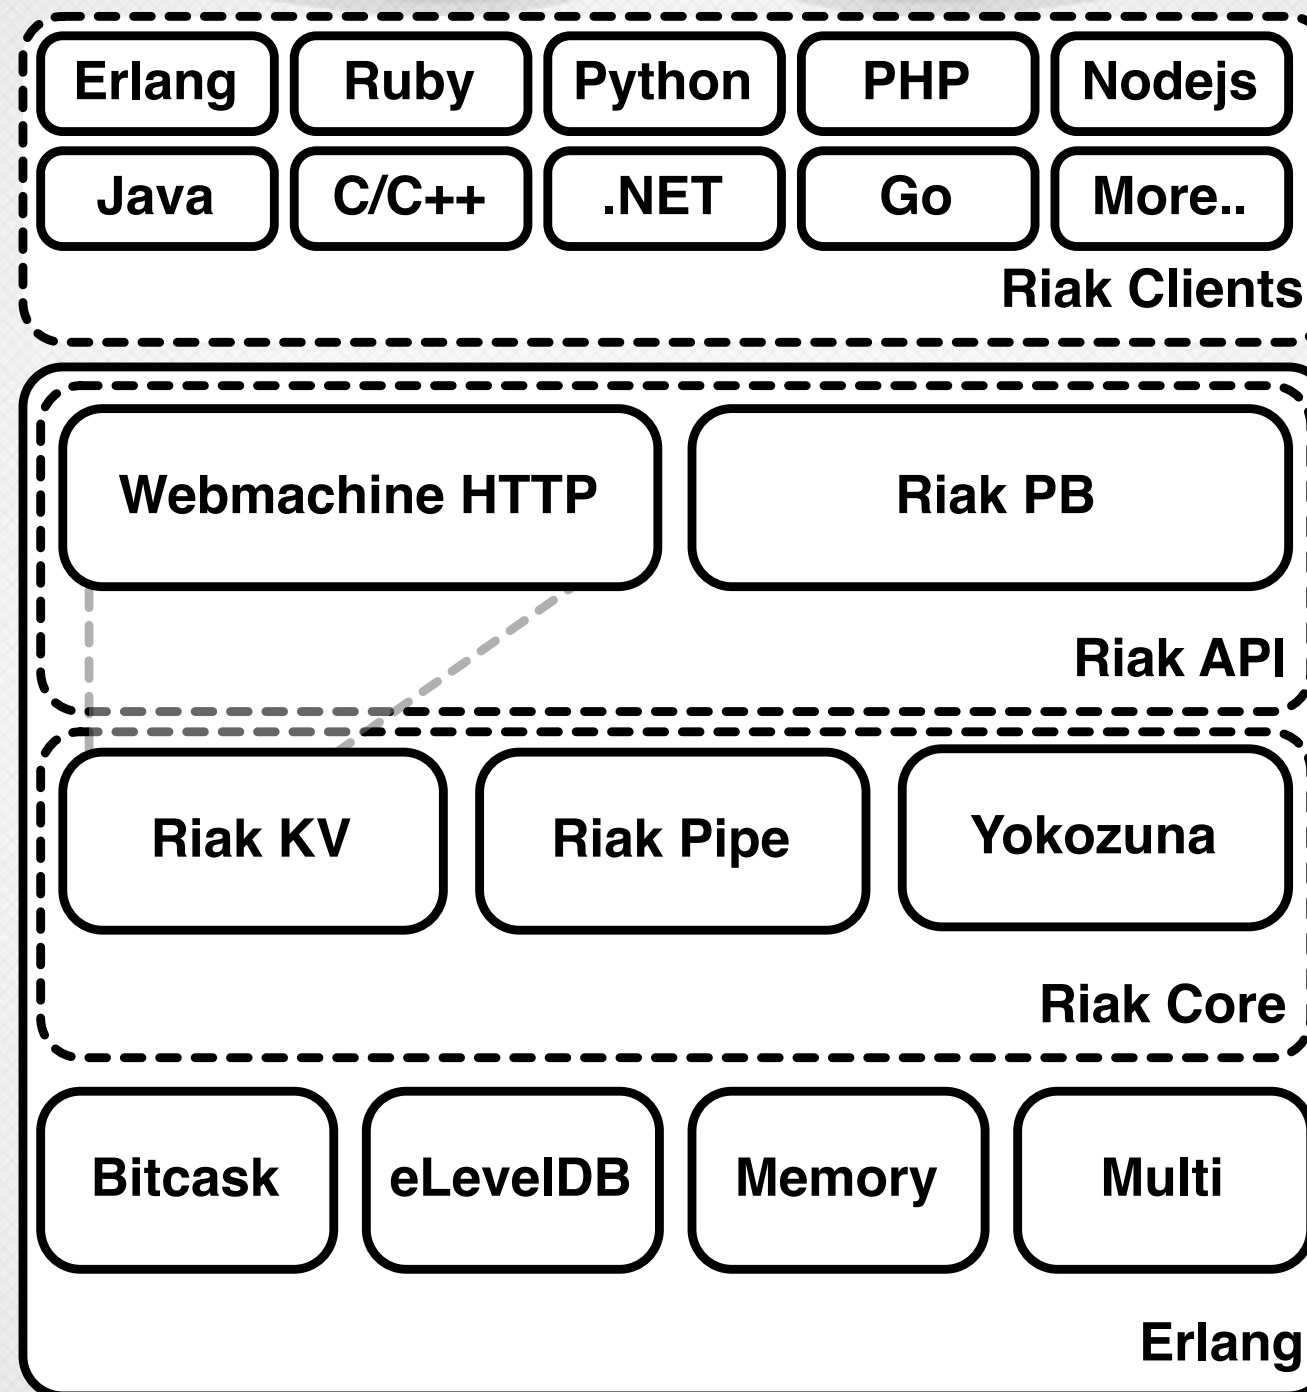 Erlang Ruby Python PHP Nodejs
Java C/C++ .NET Go More..
Riak Clients
Webmachine HTTP Riak PB
Riak API
Riak KV Riak Pipe Yokozuna
Riak Core
Bitcask eLevelDB Memory Multi
Erlang